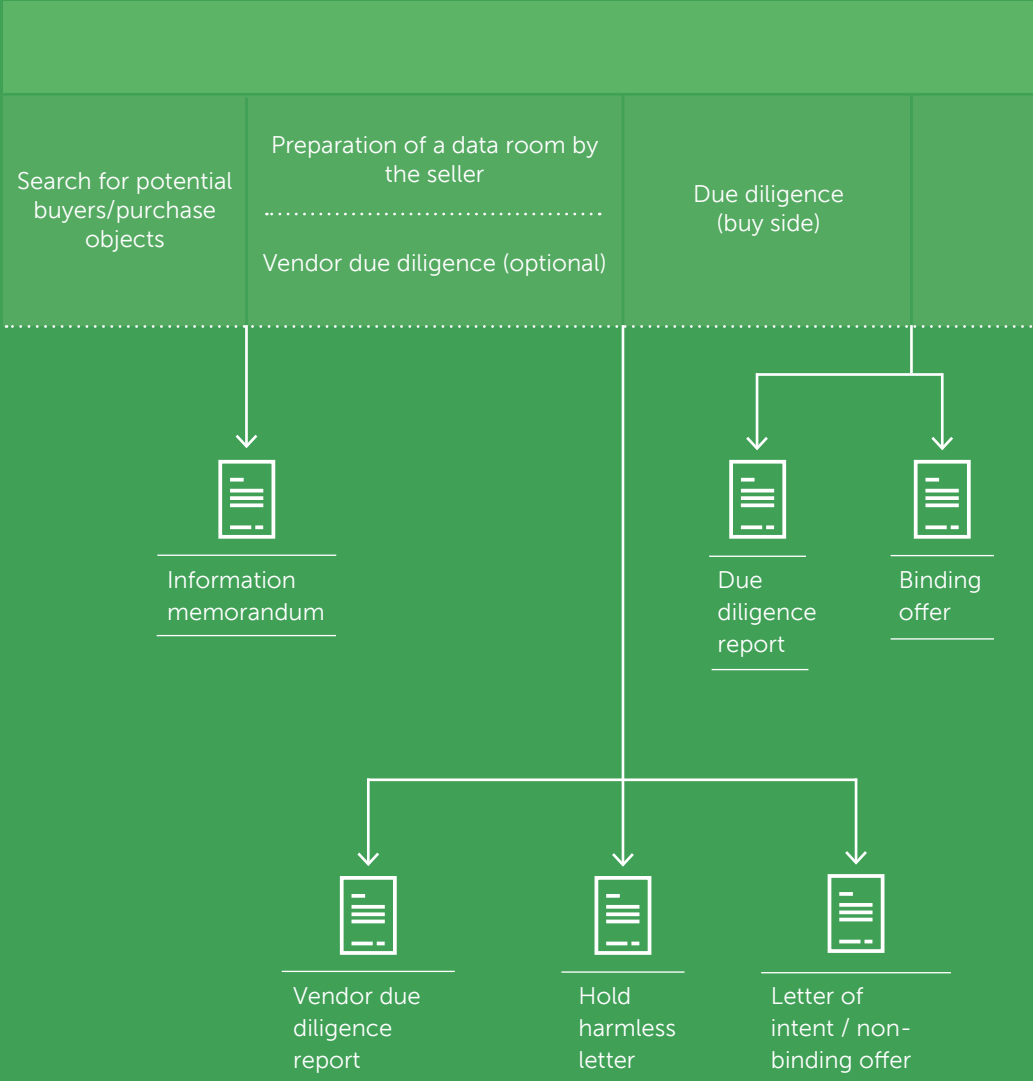 Search for potential
buyers/purchase
objects
Preparation of a data room by
the seller
Vendor due diligence (optional)
Due diligence
(buy side)
Information
memorandum
Due
diligence
report
Binding
offer
Vendor due
diligence
report
Hold
harmless
letter
Letter of
intent / non-
binding offer